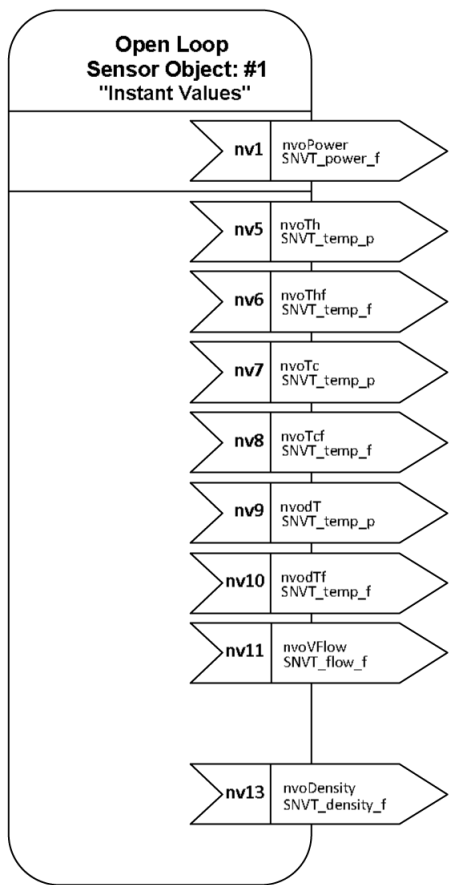 Open Loop
Sensor Object: #1
"Instant Values"
nv1 nvoPower
SNVT_power_f
nv5 nvoTh
SNVT_temp_p
nv6 nvoThf
SNVT_temp_f
nv7 nvoTc
SNVT_temp_p
nv8 nvoTcf
SNVT_temp_f
nv9 nvodT
SNVT_temp_p
nv10 nvodTf
SNVT_temp_f
nv11 nvoVFlow
SNVT_flow_f
nv13 nvoDensity
SNVT_density_f